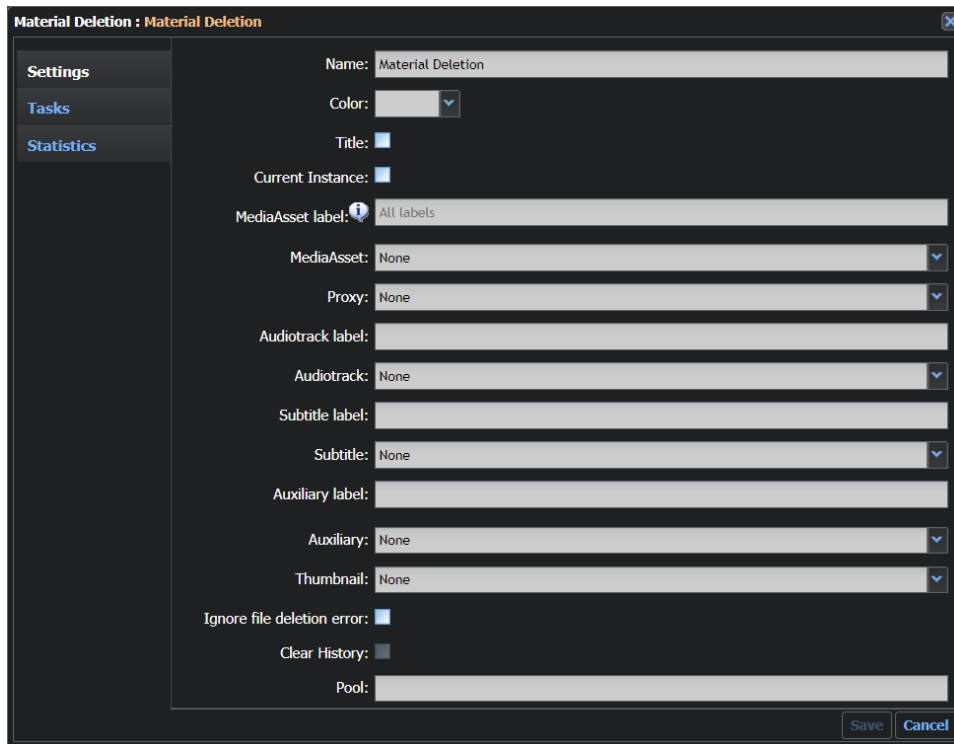 Material Deletion : Material Deletion
Settings
Tasks
Statistics
Name: Material Deletion
Color:
Title:
Current Instance:
MediaAsset label: All labels
MediaAsset: None
Proxy: None
Audiotrack label:
Audiotrack: None
Subtitle label:
Subtitle: None
Auxiliary label:
Auxiliary: None
Thumbnail: None
Ignore file deletion error:
Clear History:
Pool:
Save Cancel